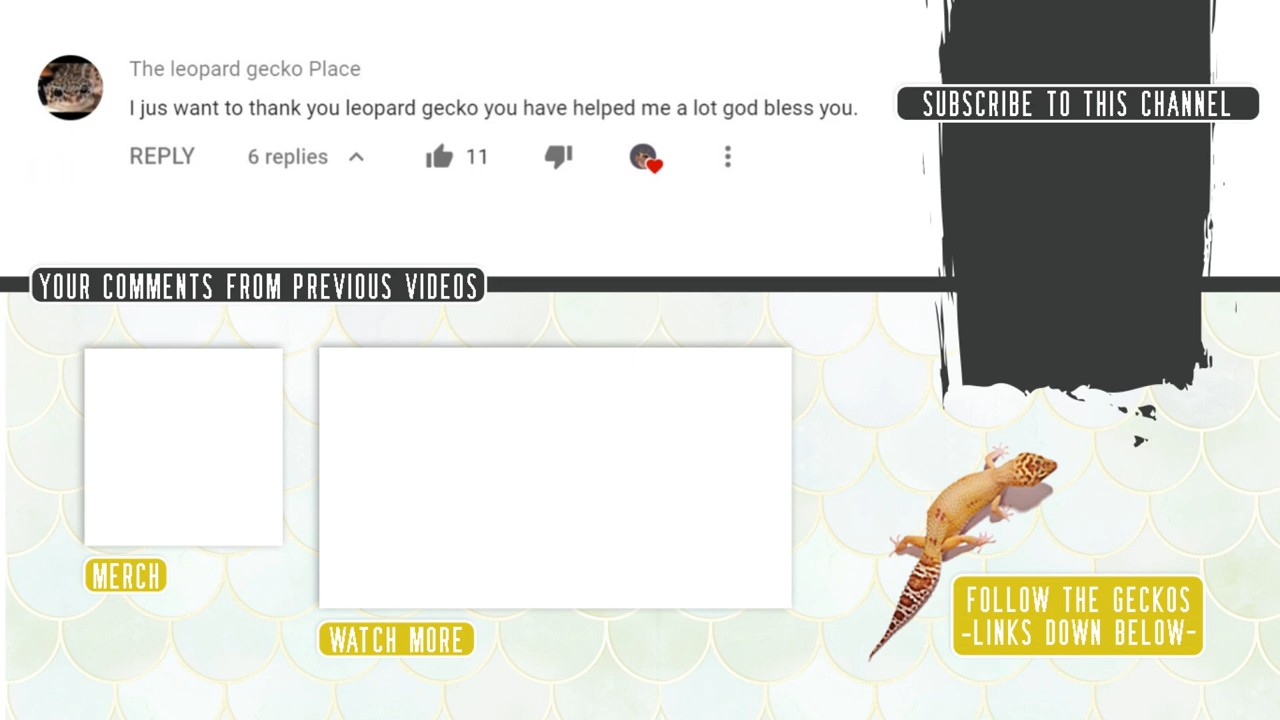 The leopard gecko Place
I jus want to thank you leopard gecko you have helped me a lot god bless you.
REPLY 6 replies 11
SUBSCRIBE TO THIS CHANNEL
YOUR COMMENTS FROM PREVIOUS VIDEOS
MERCH
WATCH MORE
FOLLOW THE GECKOS
-LINKS DOWN BELOW-